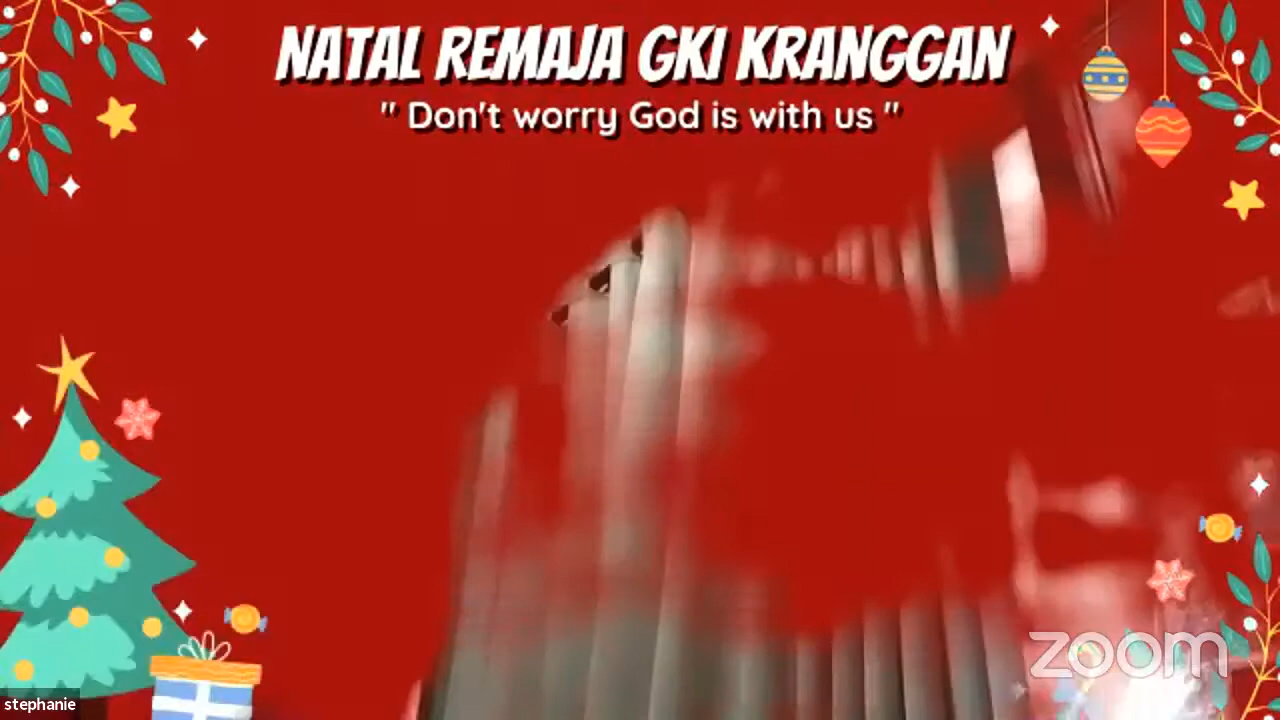 NATAL REMAJA GKI KRANGGAN
" Don't worry God is with us "
zoom
stephanie